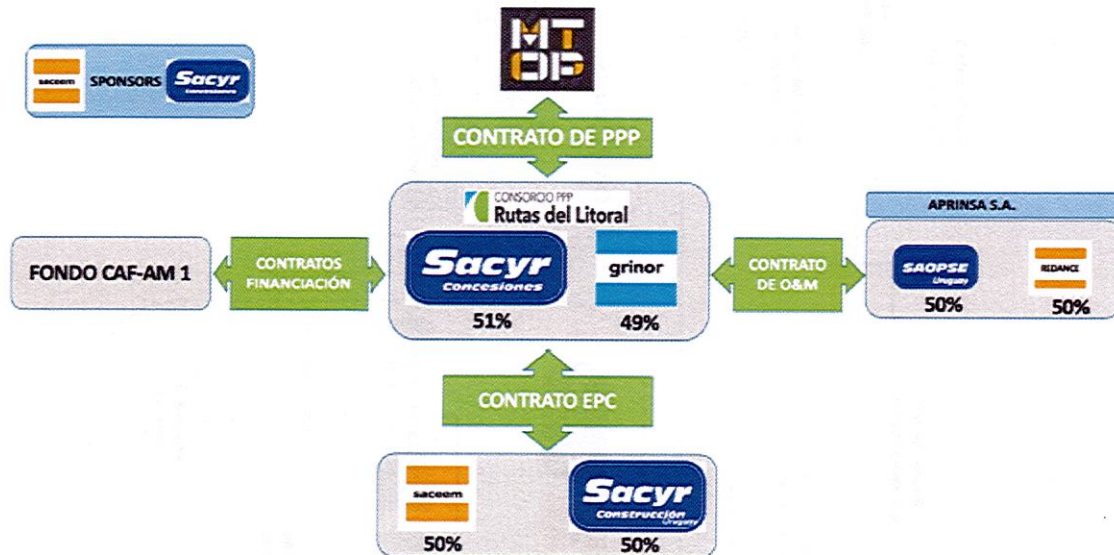 MT
OP
saceem
SPONSORS
Sacyr
Concesiones
CONTRATO DE PPP
CONSORCIO PPP
Rutas del Litoral
APRINSA S.A.
FONDO CAF-AM 1
CONTRATOS
FINANCIACIÓN
Sacyr
Concesiones
51%
grinor
49%
CONTRATO
DE O&M
SAOPSE
Uruguay
50%
REDANCE
50%
CONTRATO EPC
saceem
50%
Sacyr
Construcción
Uruguay
50%